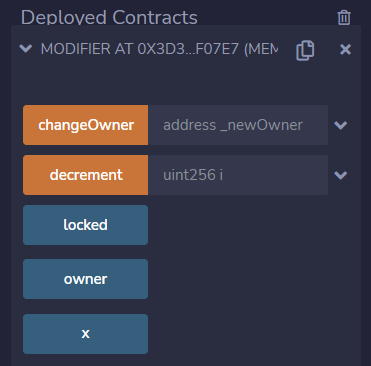 Deployed Contracts
MODIFIER AT 0X3D3...F07E7 (MEM
changeOwner address _newOwner
decrement uint256 i
locked
owner
x